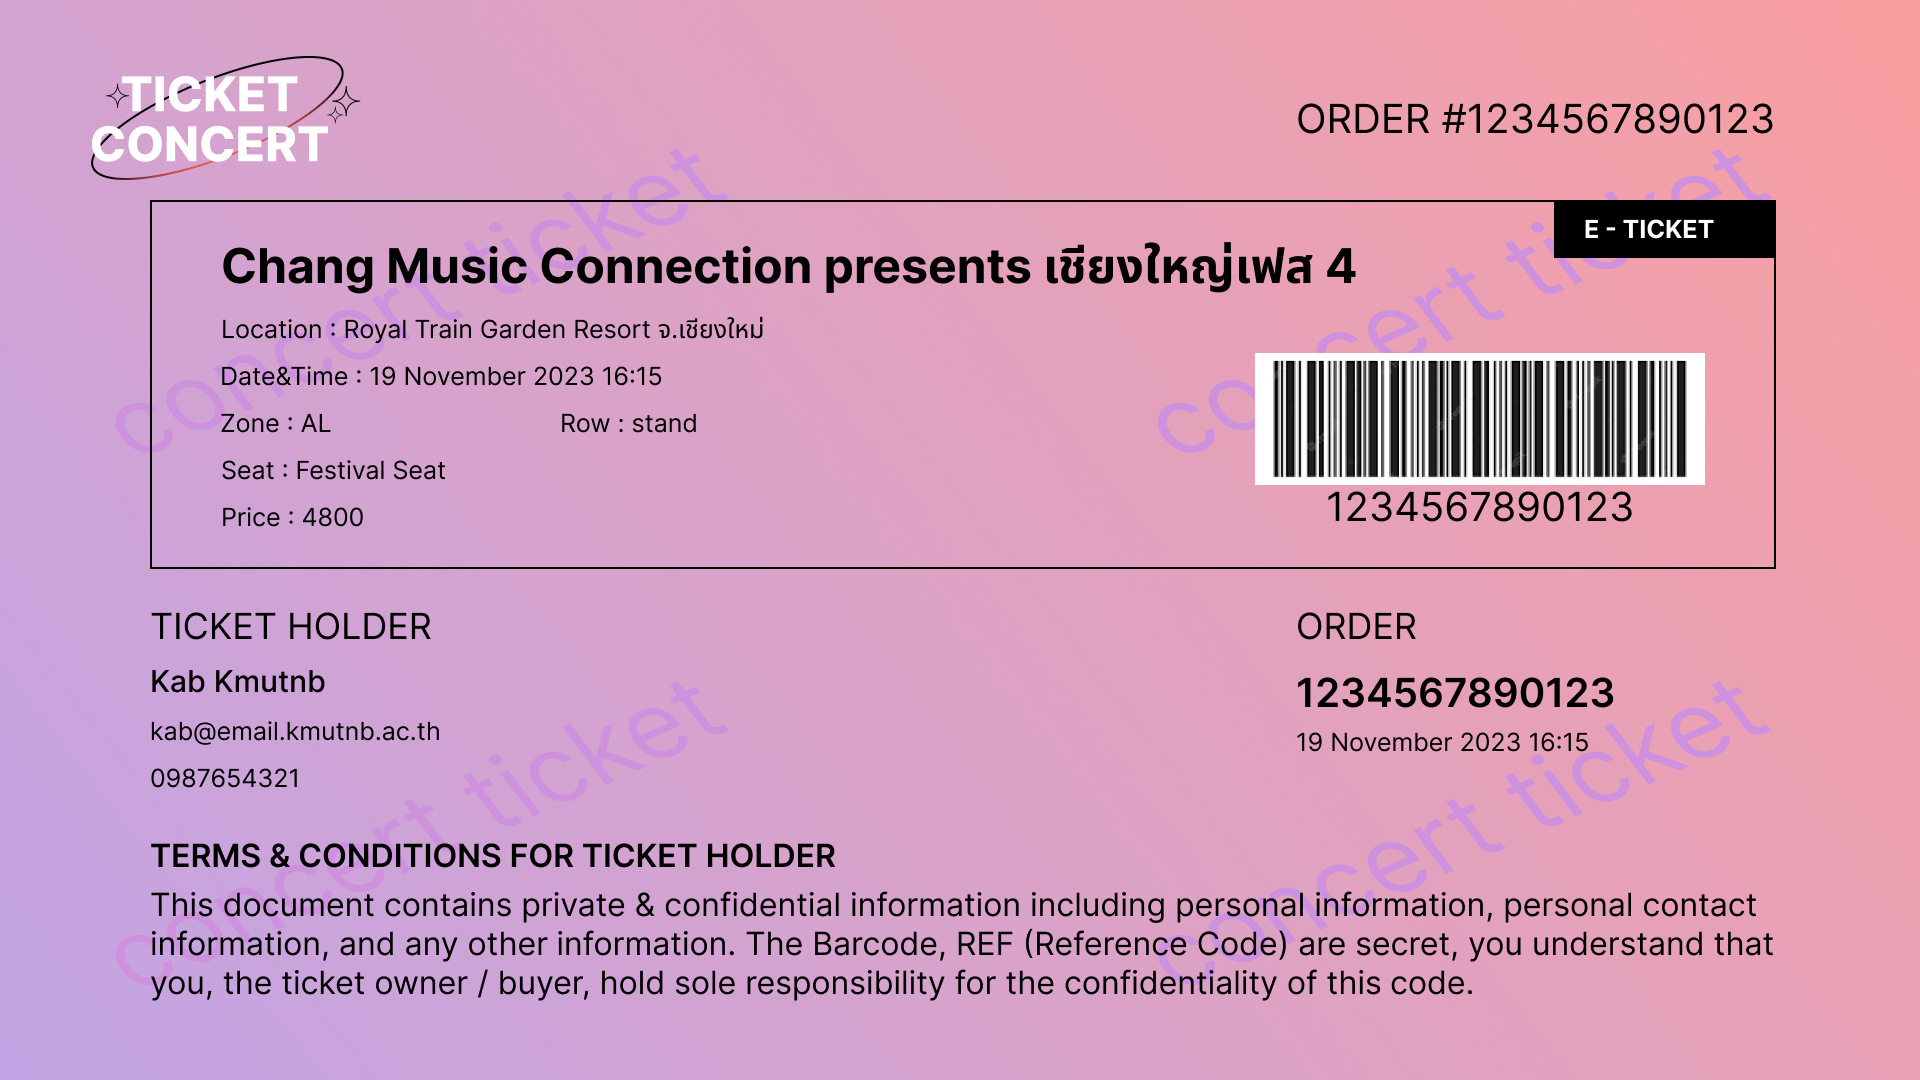 TICKET
CONCERT
ORDER #1234567890123
E - TICKET
Chang Music Connection presents เชียงใหญ่เฟส 4
Location : Royal Train Garden Resort จ.เชียงใหม่
Date&Time : 19 November 2023 16:15
Zone : AL Row : stand
Seat : Festival Seat
Price : 4800
1234567890123
TICKET HOLDER
Kab Kmutnb
kab@email.kmutnb.ac.th
0987654321
ORDER
1234567890123
19 November 2023 16:15
TERMS & CONDITIONS FOR TICKET HOLDER
This document contains private & confidential information including personal information, personal contact
information, and any other information. The Barcode, REF (Reference Code) are secret, you understand that
you, the ticket owner / buyer, hold sole responsibility for the confidentiality of this code.
concert ticket
concert ticket
concert ticket
concert ticket